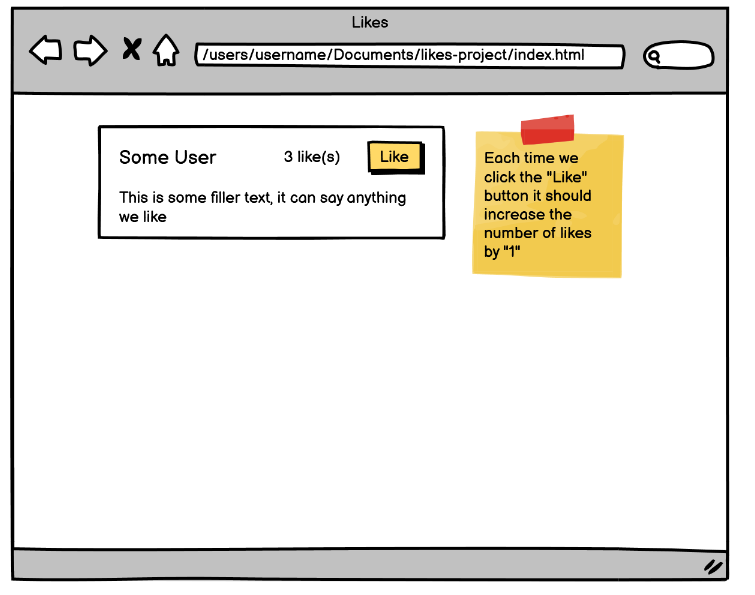 Likes
/users/username/Documents/likes-project/index.html
Some User
3 like(s)
Like
This is some filler text, it can say anything
we like
Each time we
click the "Like"
button it should
increase the
number of likes
by "1"